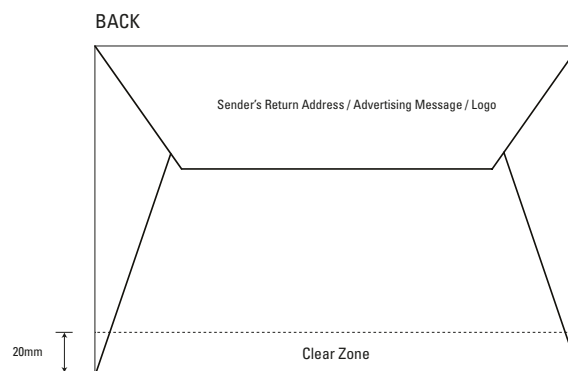 BACK
Sender's Return Address / Advertising Message / Logo
20mm
Clear Zone